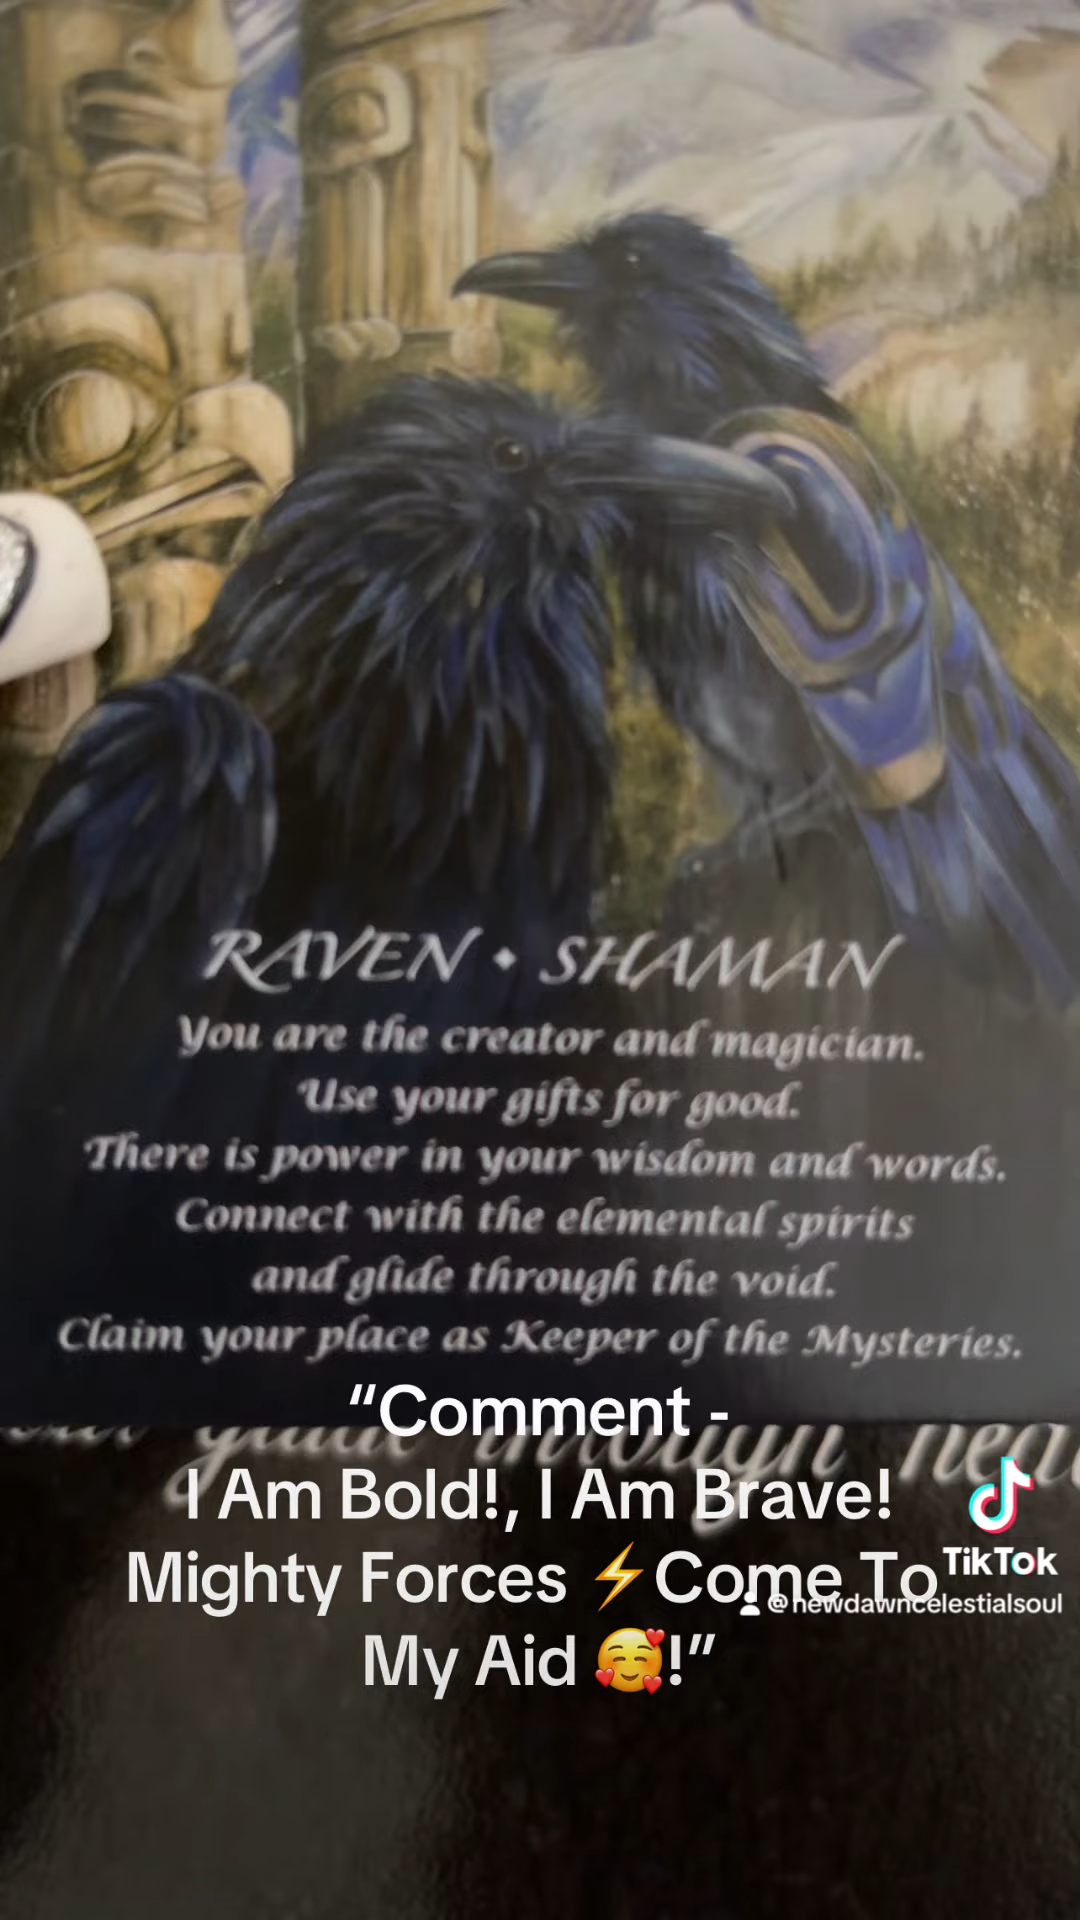 RAVEN • SHAMAN
You are the creator and magician.
Use your gifts for good.
There is power in your wisdom and words.
Connect with the elemental spirits
and glide through the void.
Claim your place as Keeper of the Mysteries.
“Comment -
guide through
I Am Bold!, I Am Brave!
Mighty Forces ⚡Come To
My Aid 🥰!”
TikTok
@newdawncelestialsoul